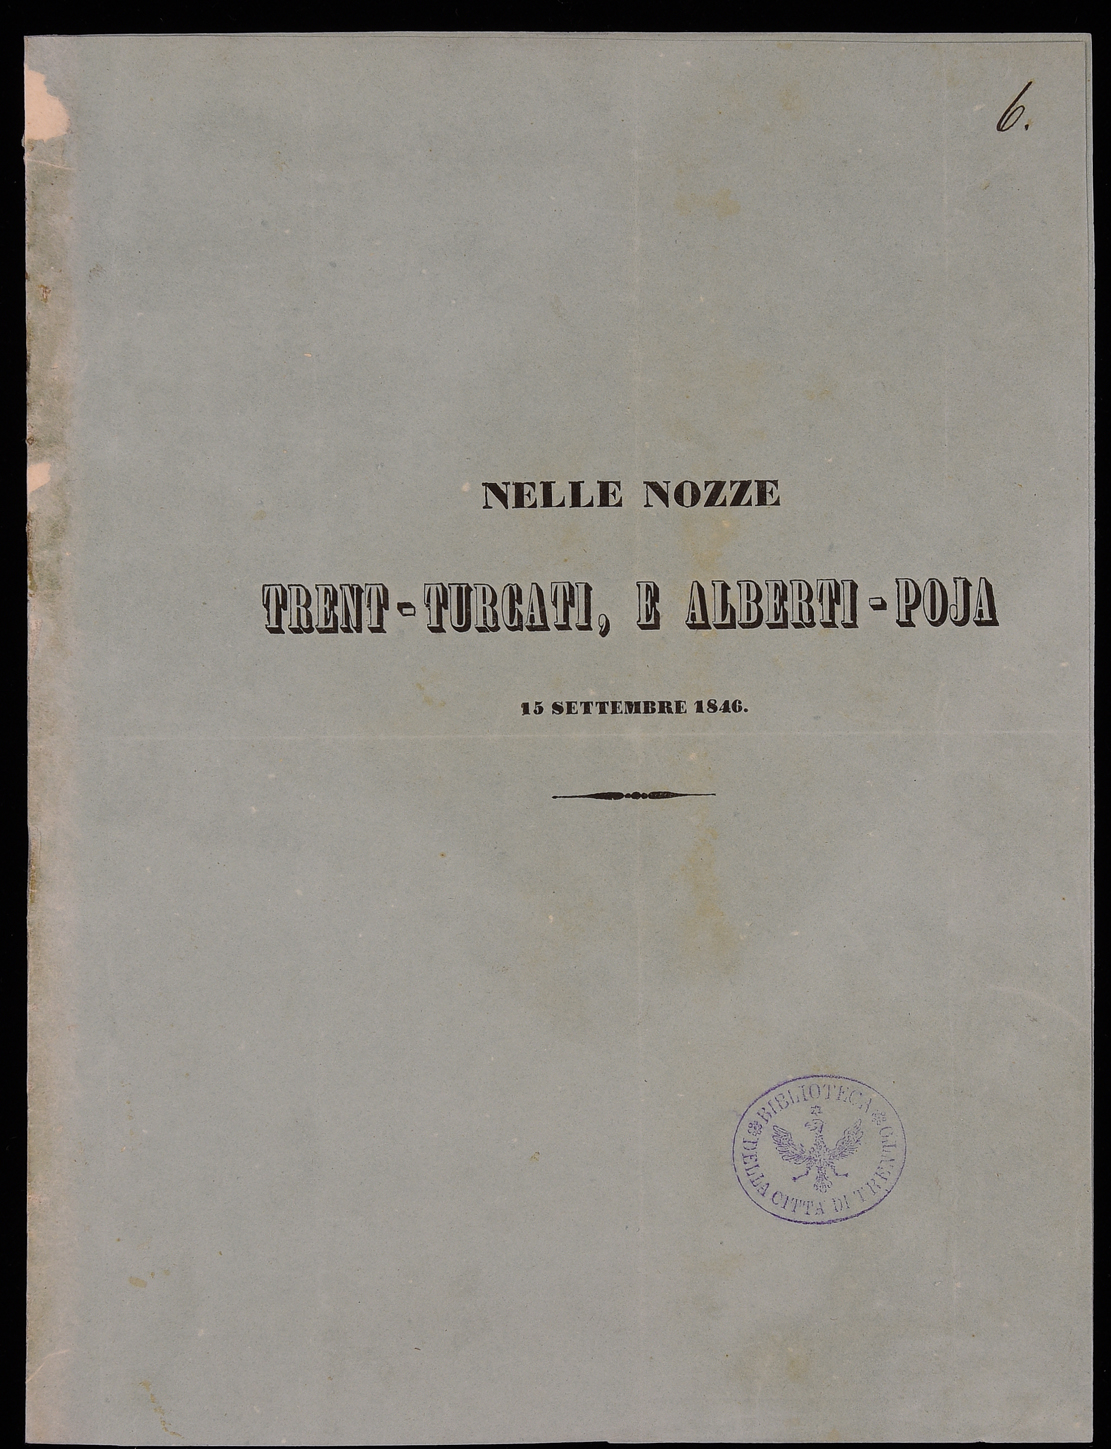 6.
NELLE NOZZE
TRENT-TURCATI, E ALBERTI-POJA
15 SETTEMBRE 1846.
BIBLIOTECA
DELLA CITTÀ DI TRENTO